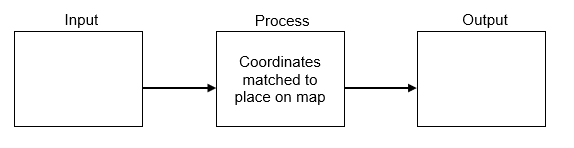 Input
Process
Output
Coordinates
matched to
place on map